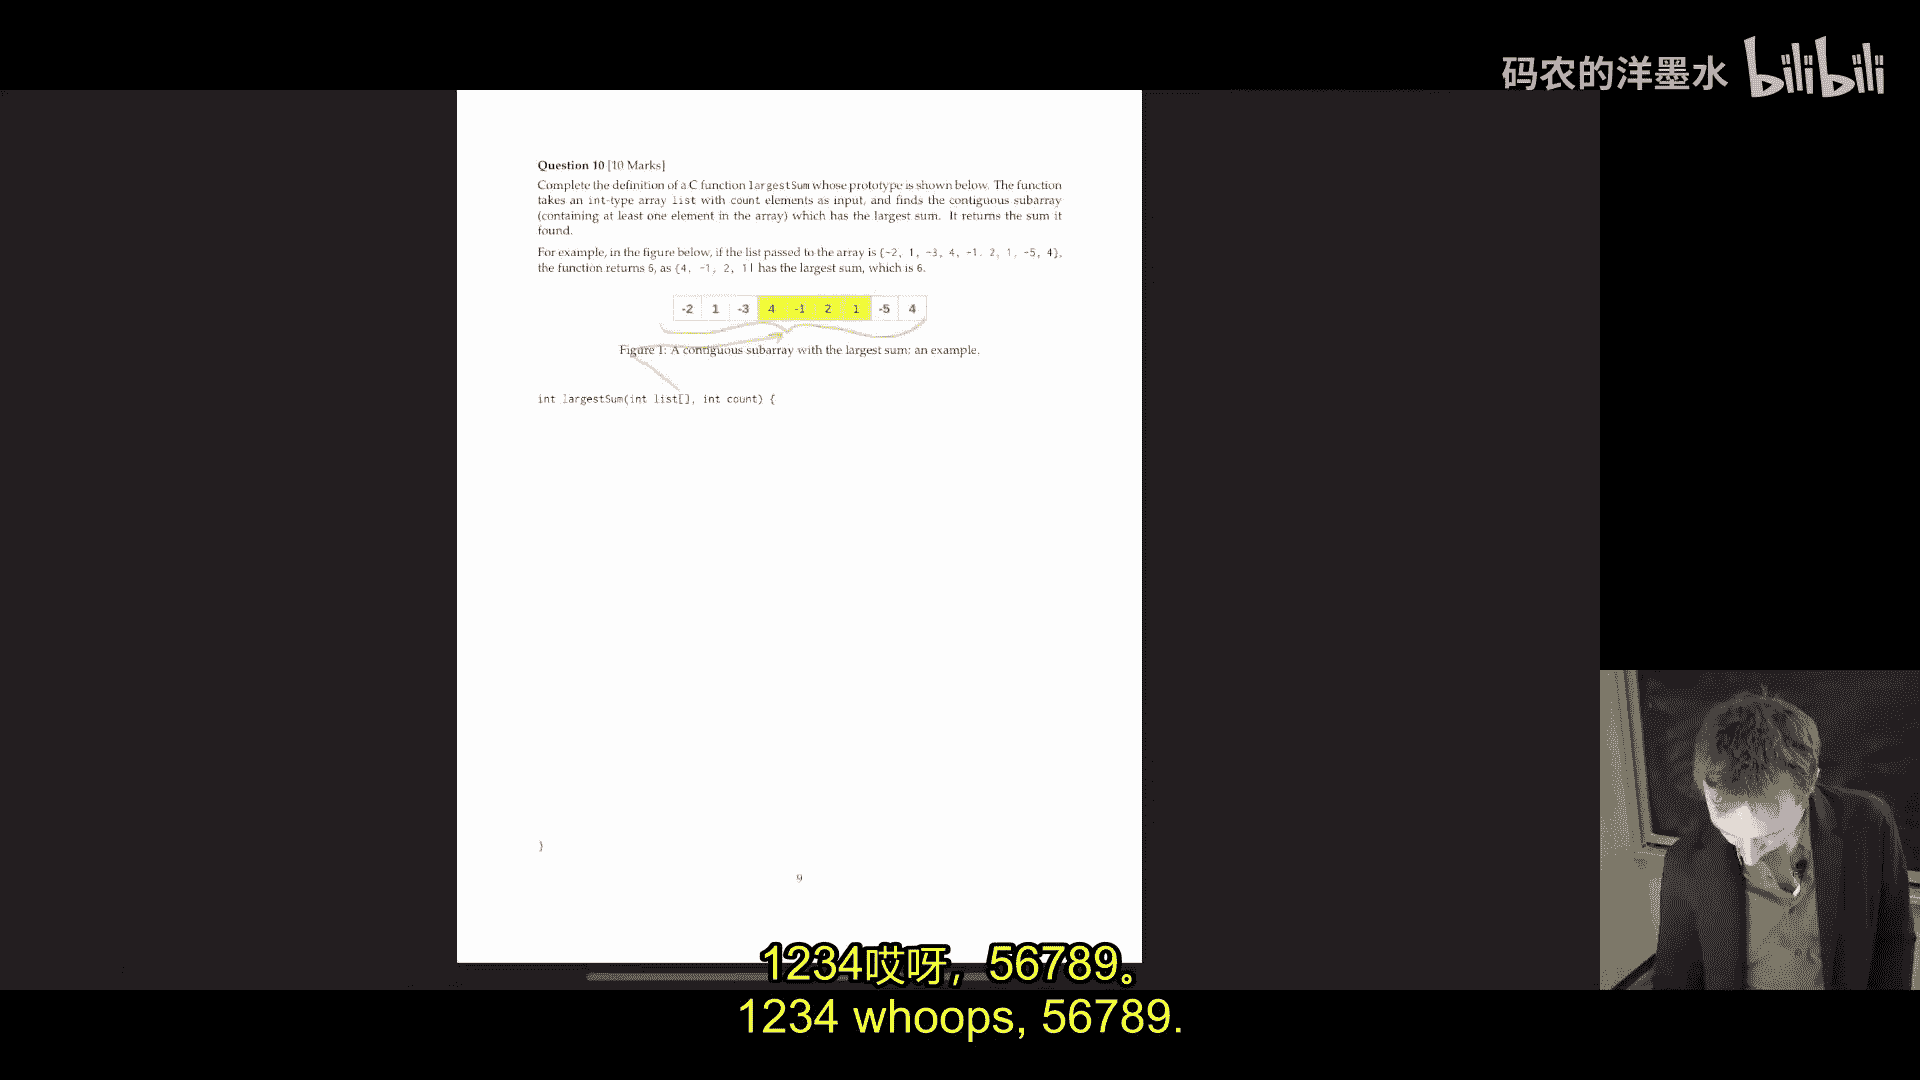 码农的洋墨水 bilibili
Question 10 [10 Marks]
Complete the definition of a C function largestSum whose prototype is shown below. The function
takes an int-type array list with count elements as input, and finds the contiguous subarray
(containing at least one element in the array) which has the largest sum. It returns the sum it
found.
For example, in the figure below, if the list passed to the array is {-2, 1, -3, 4, -1. 2, 1, -5, 4},
the function returns 6, as {4, -1, 2, 1} has the largest sum, which is 6.
-2 1 -3 4 -1 2 1 -5 4
Figure 1: A contiguous subarray with the largest sum: an example.
int largestSum(int list[], int count) {
}
9
1234哎呀，56789。
1234 whoops, 56789.